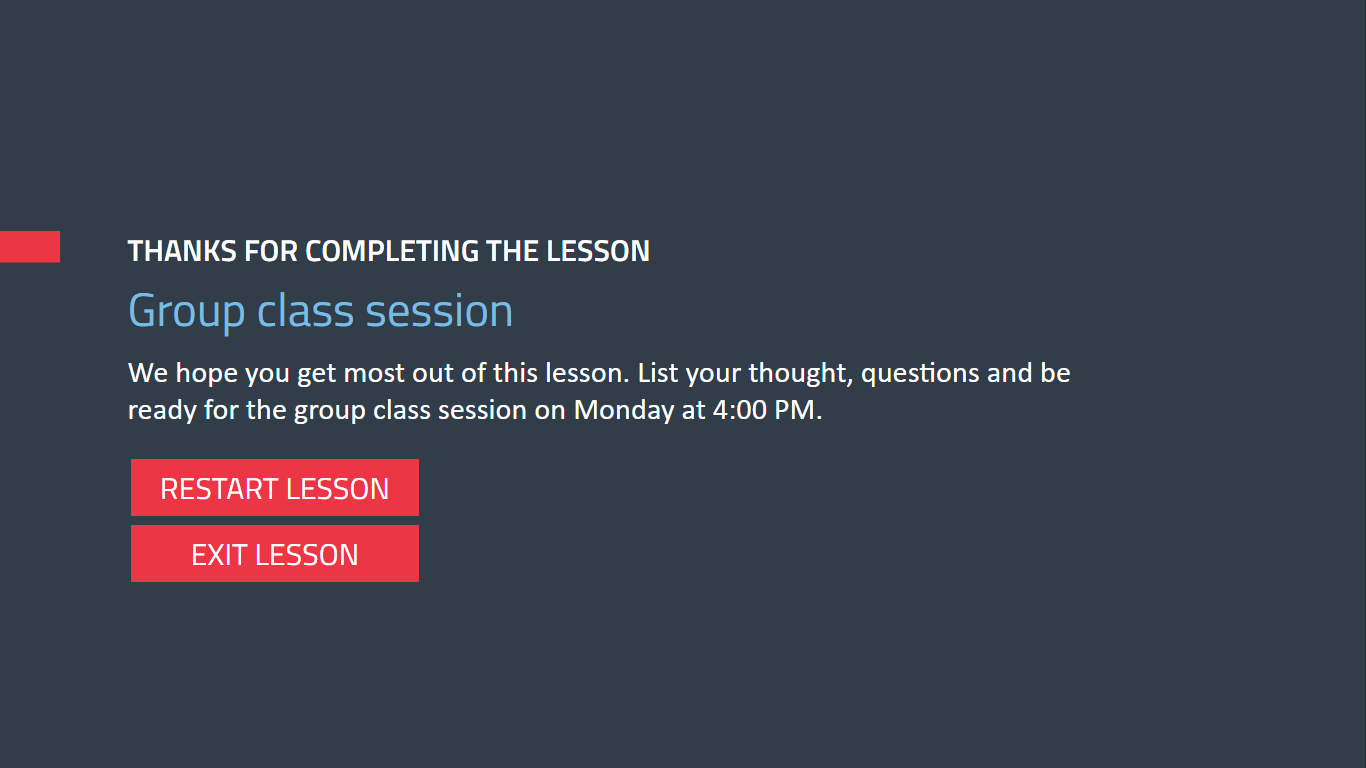 THANKS FOR COMPLETING THE LESSON
Group class session
We hope you get most out of this lesson. List your thought, questions and be
ready for the group class session on Monday at 4:00 PM.
RESTART LESSON
EXIT LESSON